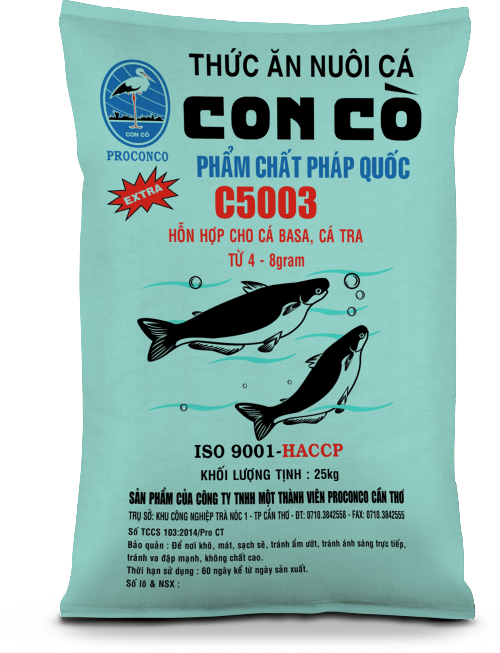 THỨC ĂN NUÔI CÁ
CON CÒ
CON CÒ
PROCONCO
PHẨM CHẤT PHÁP QUỐC
EXTRA
C5003
HỖN HỢP CHO CÁ BASA, CÁ TRA
TỪ 4 - 8gram
ISO 9001-HACCP
KHỐI LƯỢNG TỊNH : 25kg
SẢN PHẨM CỦA CÔNG TY TNHH MỘT THÀNH VIÊN PROCONCO CẦN THƠ
TRỤ SỞ: KHU CÔNG NGHIỆP TRÀ NÓC 1 - TP CẦN THƠ - ĐT: 0710.3842558 - FAX: 0710.3842555
Số TCCS 103:2014/Pro CT
Bảo quản : Để nơi khô, mát, sạch sẽ, tránh ẩm ướt, tránh ánh sáng trực tiếp,
tránh va đập mạnh, không chất cao.
Thời hạn sử dụng : 60 ngày kể từ ngày sản xuất.
Số lô & NSX :